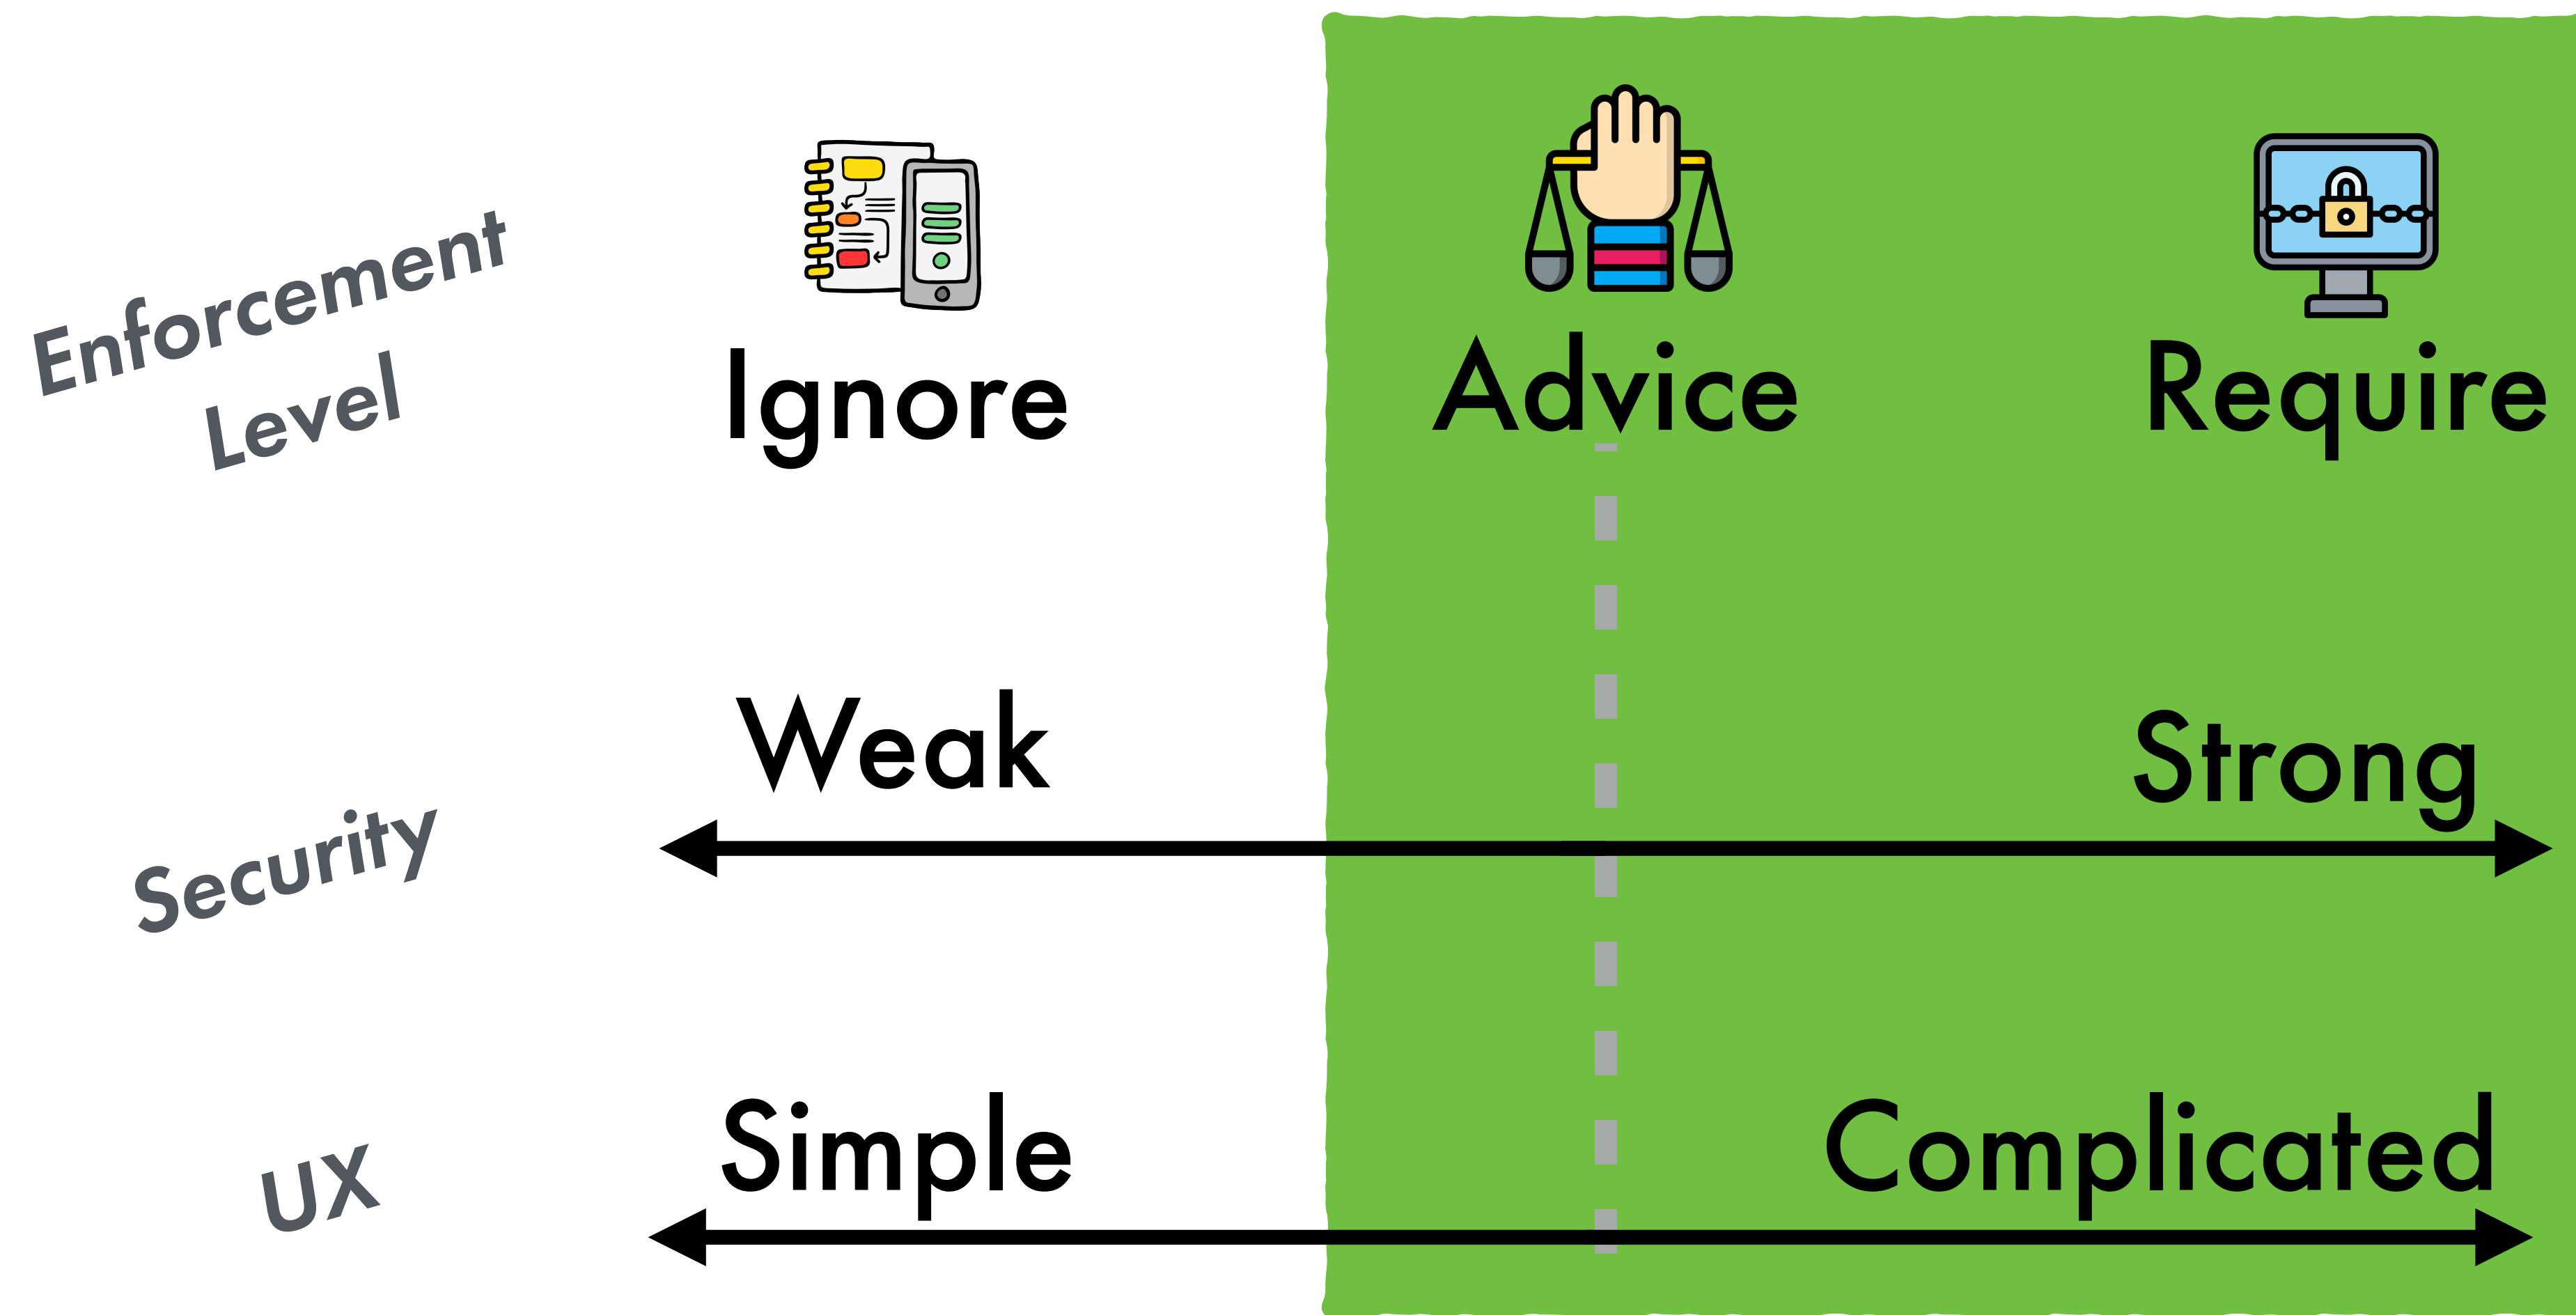 Enforcement
Level
Ignore
Advice
Require
Security
Weak
Strong
UX
Simple
Complicated